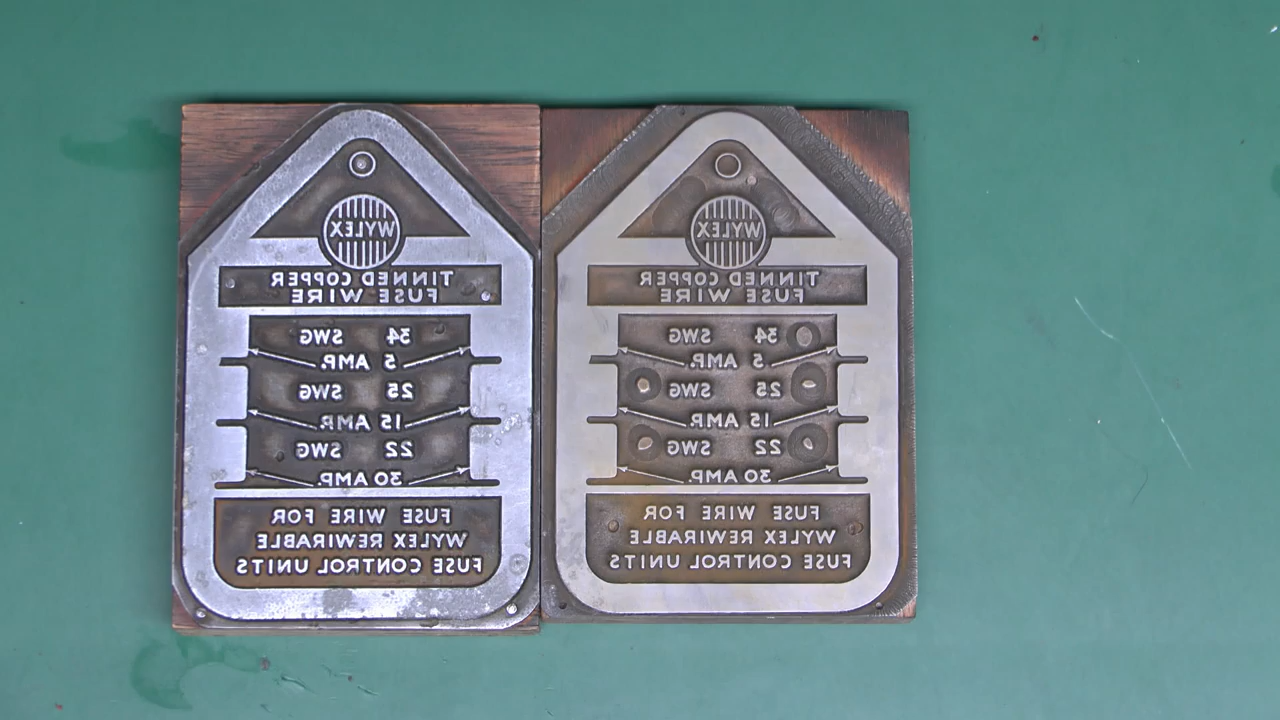 WYLEX
TINNED COPPER
FUSE WIRE
34 SWG
5 AMP.
25 SWG
15 AMP.
22 SWG
30 AMP.
FUSE WIRE FOR
WYLEX REWIRABLE
FUSE CONTROL UNITS
WYLEX
TINNED COPPER
FUSE WIRE
34 SWG
5 AMP.
25 SWG
15 AMP.
22 SWG
30 AMP.
FUSE WIRE FOR
WYLEX REWIRABLE
FUSE CONTROL UNITS